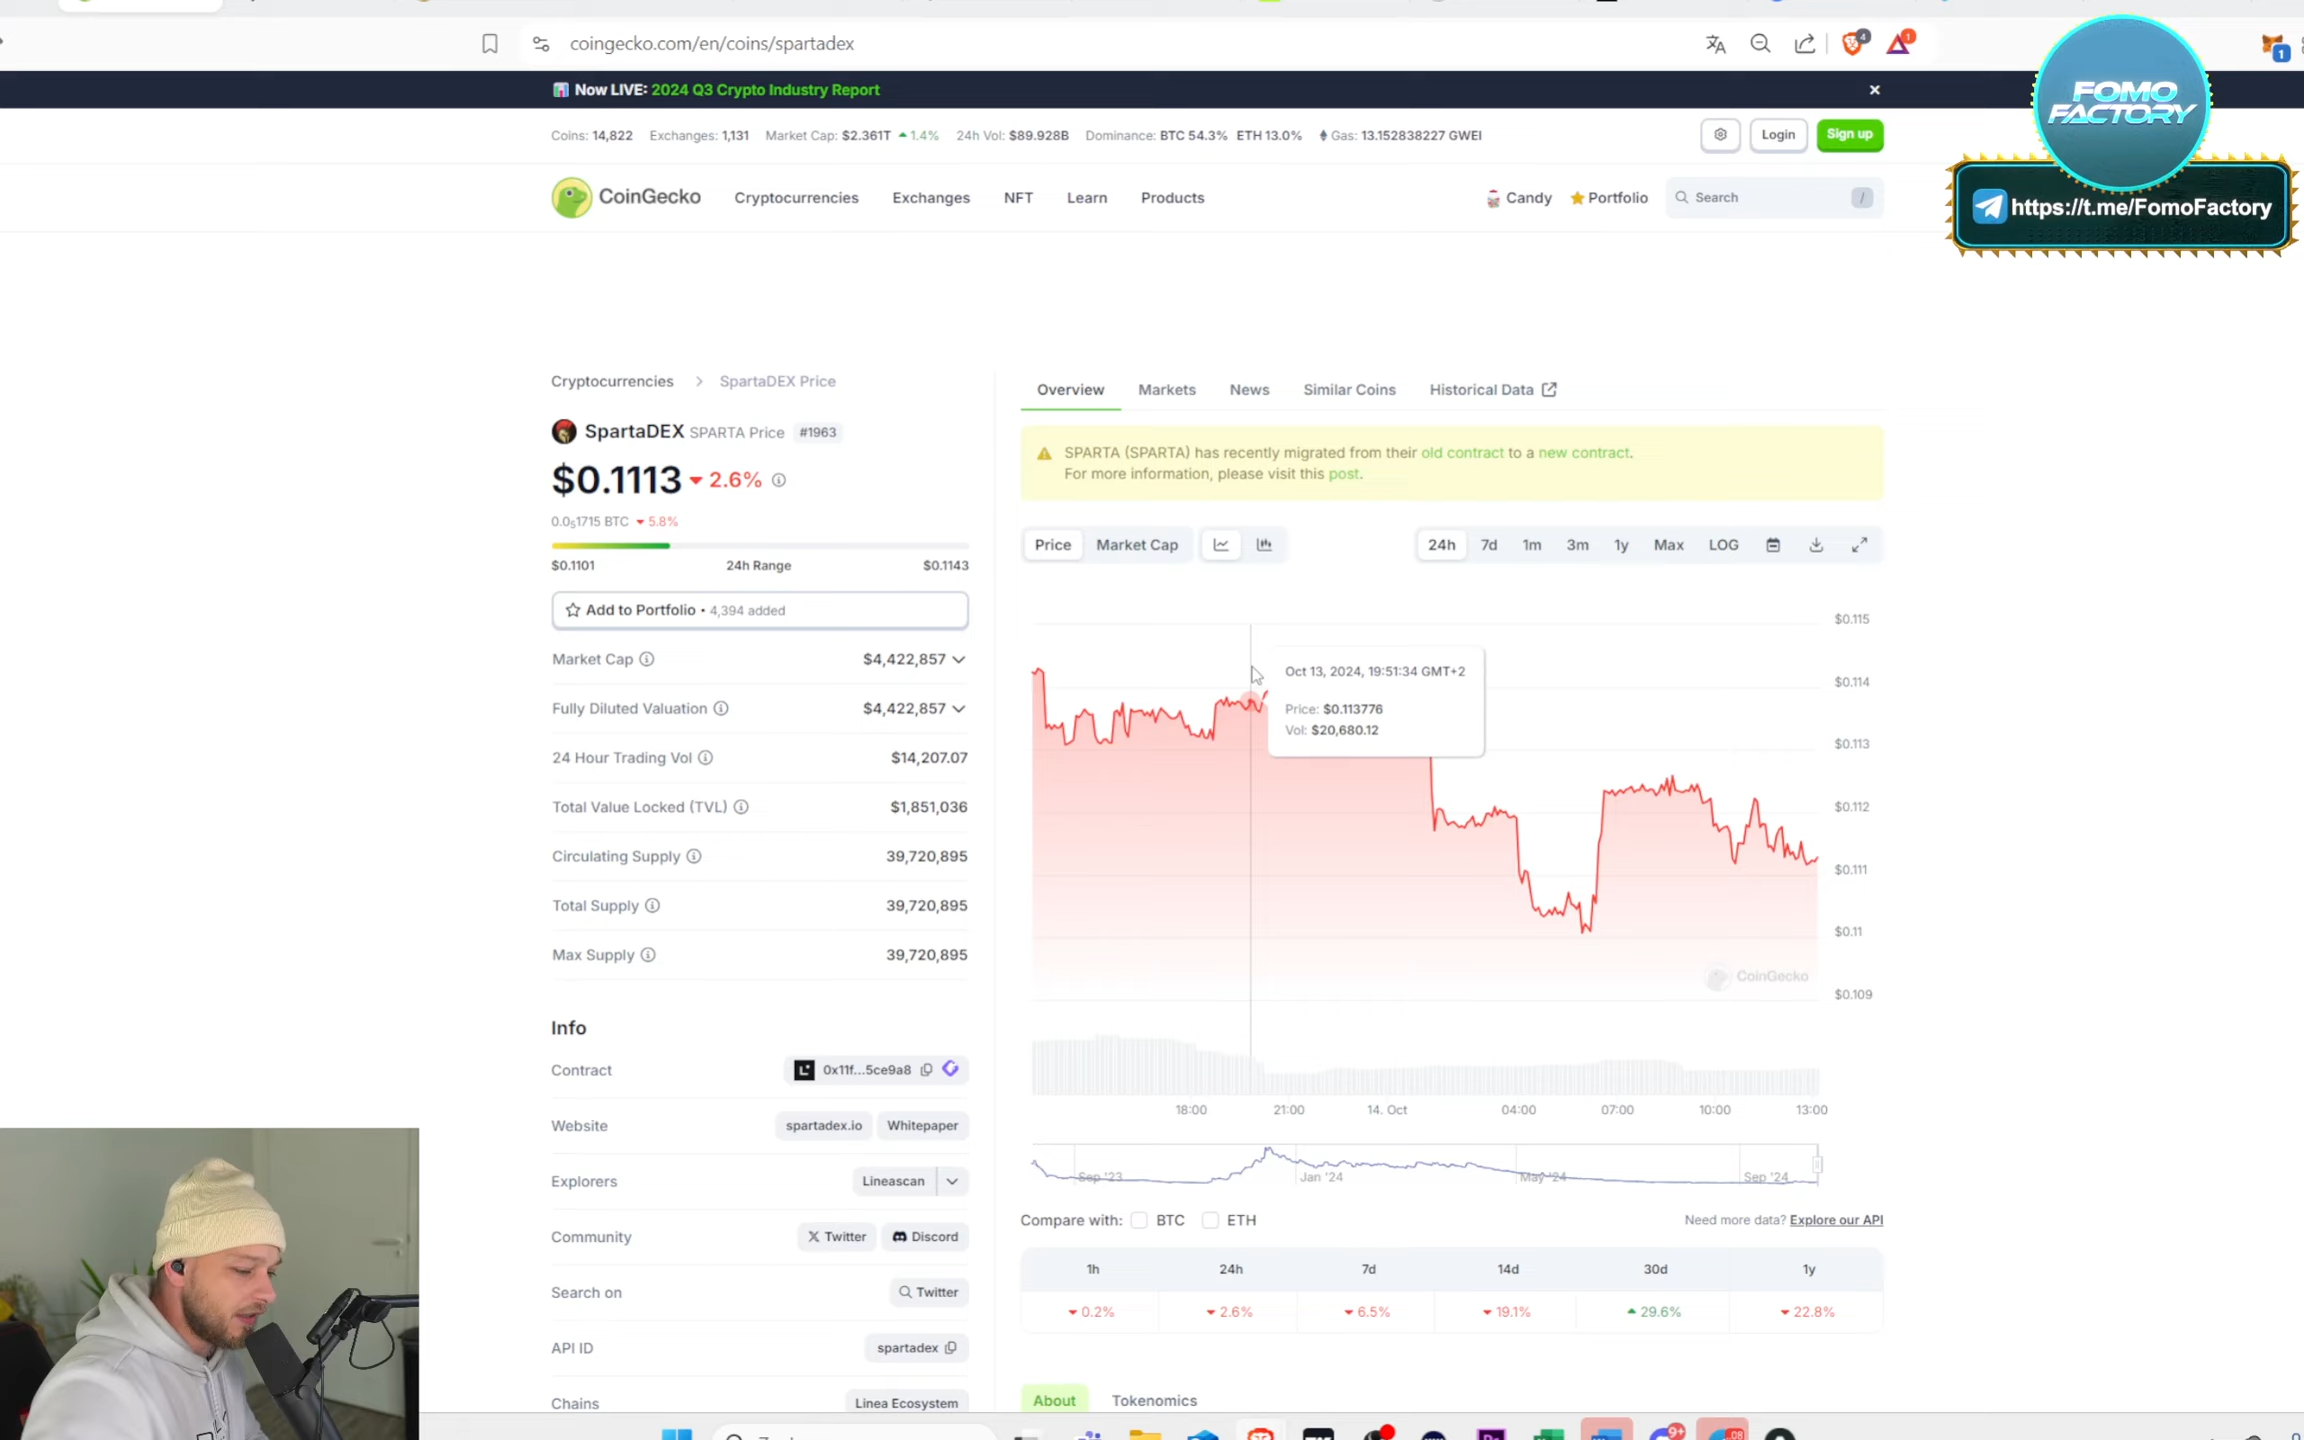 coingecko.com/en/coins/spartadex
4
1
1
FOMO
FACTORY
https://t.me/FomoFactory
Now LIVE: 2024 Q3 Crypto Industry Report
Coins: 14,822 Exchanges: 1,131 Market Cap: $2.361T 1.4% 24h Vol: $89.928B Dominance: BTC 54.3% ETH 13.0% Gas: 13.152838227 GWEI
Login
Sign up
CoinGecko
Cryptocurrencies Exchanges NFT Learn Products
Candy Portfolio Search /
Cryptocurrencies > SpartaDEX Price
SpartaDEX SPARTA Price #1963
$0.1113 2.6%
0.0₅1715 BTC 5.8%
$0.1101 24h Range $0.1143
Add to Portfolio • 4,394 added
Market Cap $4,422,857
Fully Diluted Valuation $4,422,857
24 Hour Trading Vol $14,207.07
Total Value Locked (TVL) $1,851,036
Circulating Supply 39,720,895
Total Supply 39,720,895
Max Supply 39,720,895
Info
Contract 0x11f...5ce9a8
Website spartadex.io Whitepaper
Explorers Lineascan
Community Twitter Discord
Search on Twitter
API ID spartadex
Chains Linea Ecosystem
Overview Markets News Similar Coins Historical Data
SPARTA (SPARTA) has recently migrated from their old contract to a new contract.
For more information, please visit this post.
Price Market Cap
24h 7d 1m 3m 1y Max LOG
$0.115
$0.114
$0.113
$0.112
$0.111
$0.11
$0.109
Oct 13, 2024, 19:51:34 GMT+2
Price: $0.113776
Vol: $20,680.12
CoinGecko
18:00 21:00 14. Oct 04:00 07:00 10:00 13:00
Sep '23 Jan '24 May '24 Sep '24
Compare with: BTC ETH
Need more data? Explore our API
1h 24h 7d 14d 30d 1y
0.2% 2.6% 6.5% 19.1% 29.6% 22.8%
About Tokenomics
9+
08